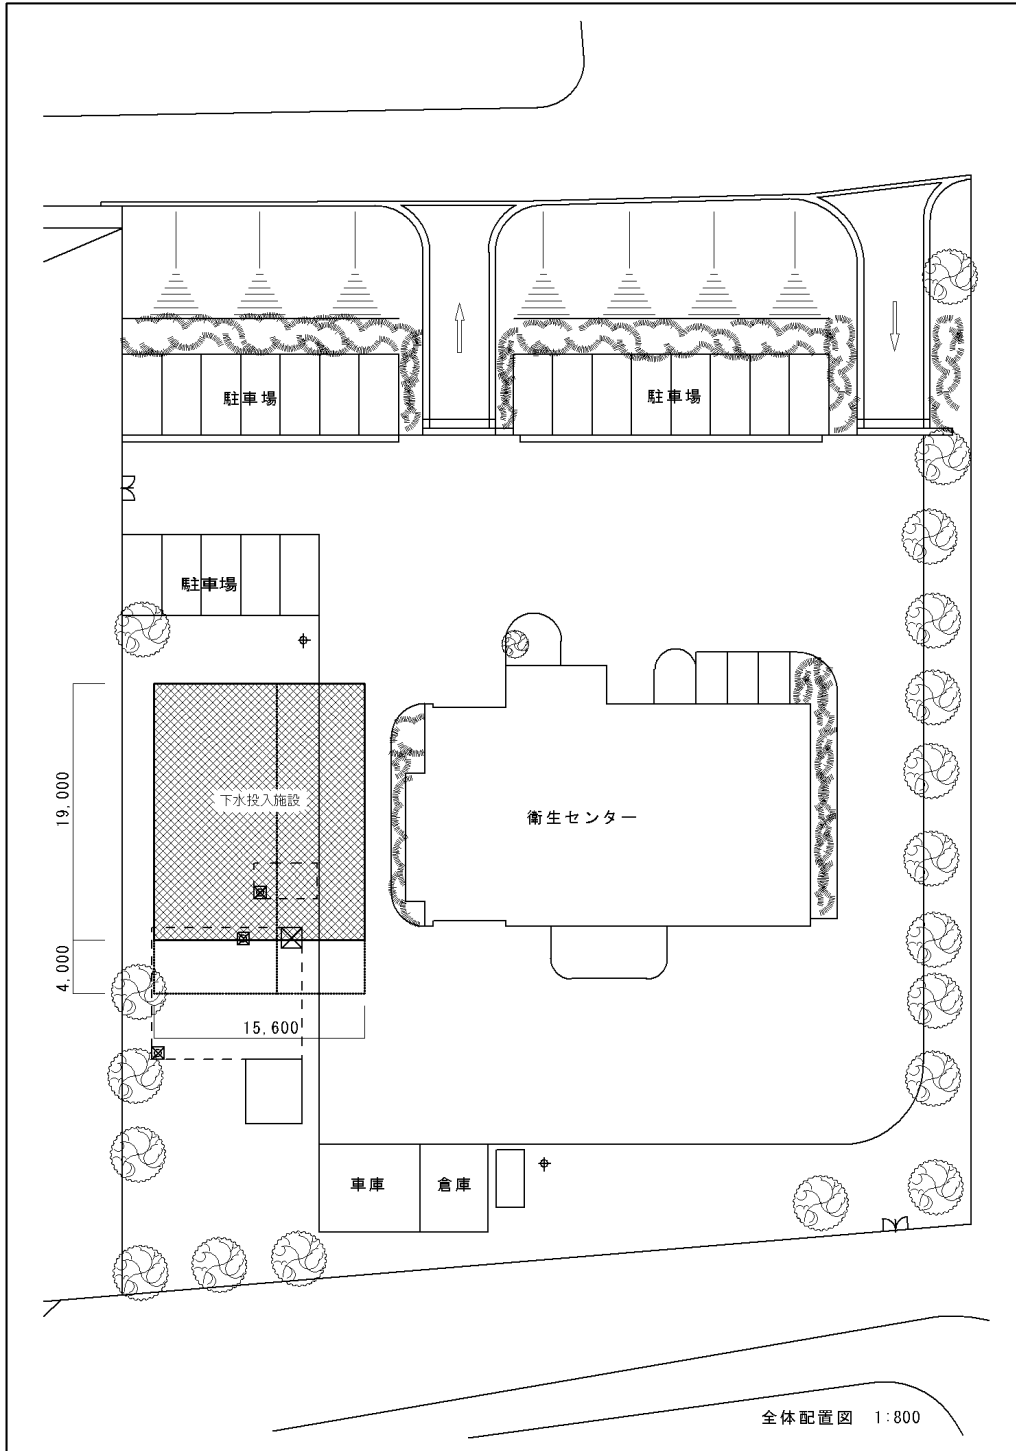 駐車場
駐車場
駐車場
下水投入施設
19,000
衛生センター
4,000
15,600
車庫
倉庫
全体配置図 1:800